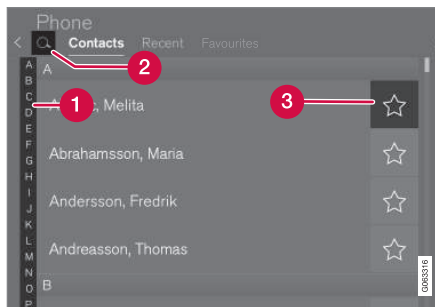 Phone
Contacts Recent Favourites
A
B
C
D
E
F
G
H
I
J
K
L
M
N
O
P
A
Melita
Abrahamsson, Maria
Andersson, Fredrik
Andreasson, Thomas
B
1
2
3
G063316